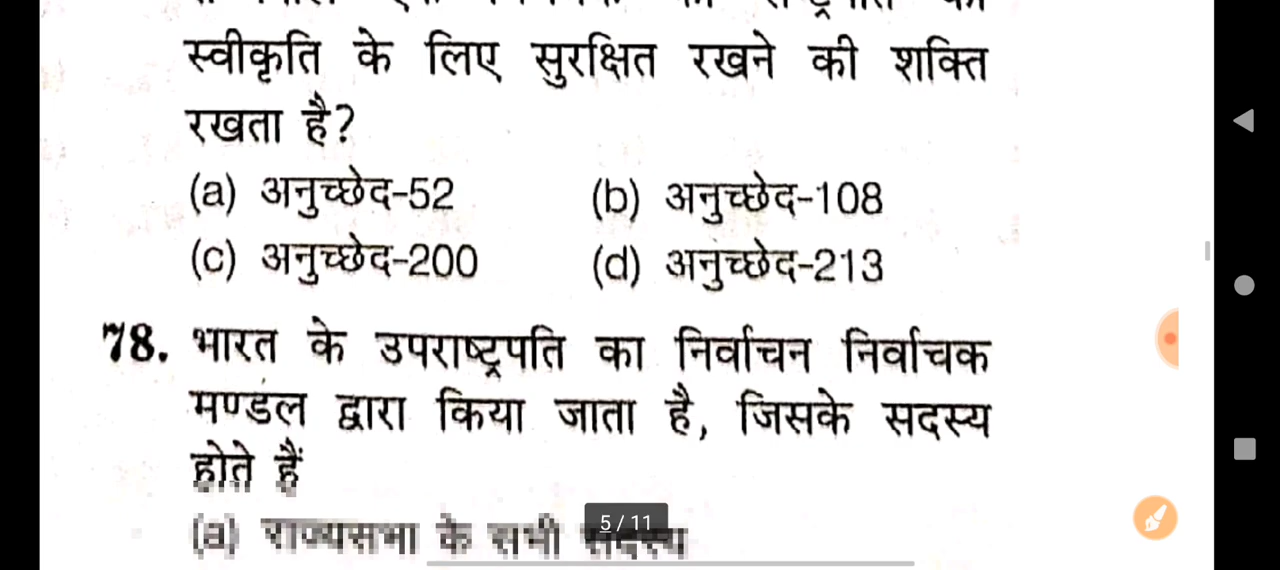 स्वीकृति के लिए सुरक्षित रखने की शक्ति
रखता है?
(a) अनुच्छेद-52 (b) अनुच्छेद-108
(c) अनुच्छेद-200 (d) अनुच्छेद-213
78. भारत के उपराष्ट्रपति का निर्वाचन निर्वाचक
मण्डल द्वारा किया जाता है, जिसके सदस्य
होते हैं
(a) राज्यसभा के सभी सदस्य
5/11